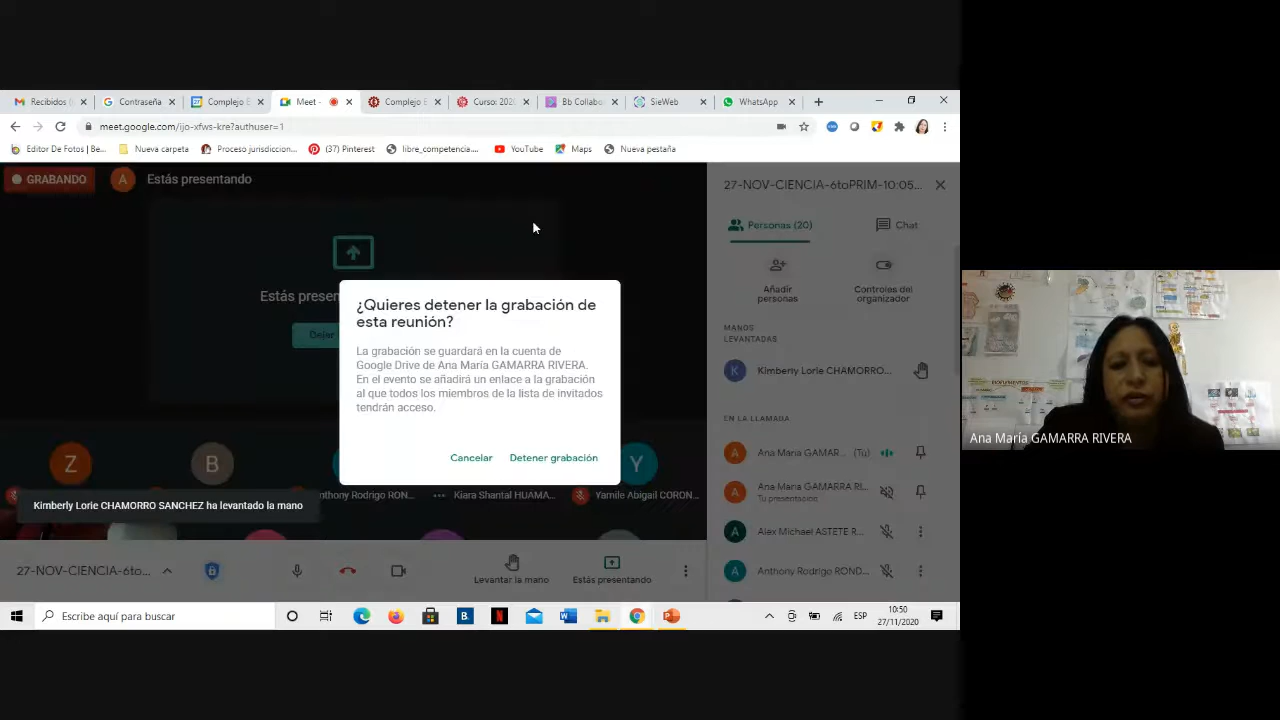 Recibidos (
Contraseña
Complejo E
Meet -
Complejo E
Curso: 202
Bb Collabo
SieWeb
WhatsApp
meet.google.com/ijo-xfws-kre?authuser=1
Editor De Fotos | Be...
Nueva carpeta
Proceso jurisdiccion...
(37) Pinterest
libre_competencia....
YouTube
Maps
Nueva pestaña
GRABANDO
A
Estás presentando
27-NOV-CIENCIA-6toPRIM-10:05...
Personas (20)
Chat
Añadir
personas
Controles del
organizador
Estás presen
Dejar
¿Quieres detener la grabación de
esta reunión?
La grabación se guardará en la cuenta de
Google Drive de Ana María GAMARRA RIVERA.
En el evento se añadirá un enlace a la grabación
al que todos los miembros de la lista de invitados
tendrán acceso.
Cancelar
Detener grabación
MANOS
LEVANTADAS
K
Kimberly Lorie CHAMORRO...
EN LA LLAMADA
A
Ana María GAMAR... (Tú)
A
Ana María GAMARRA RI...
Tu presentación
A
Alex Michael ASTETE R...
A
Anthony Rodrigo ROND...
Z
B
Y
nthony Rodrigo RON...
Kiara Shantal HUAMA...
Yamile Abigail CORON...
Kimberly Lorie CHAMORRO SANCHEZ ha levantado la mano
27-NOV-CIENCIA-6to...
Levantar la mano
Estás presentando
Escribe aquí para buscar
ESP
10:50
27/11/2020
Ana María GAMARRA RIVERA